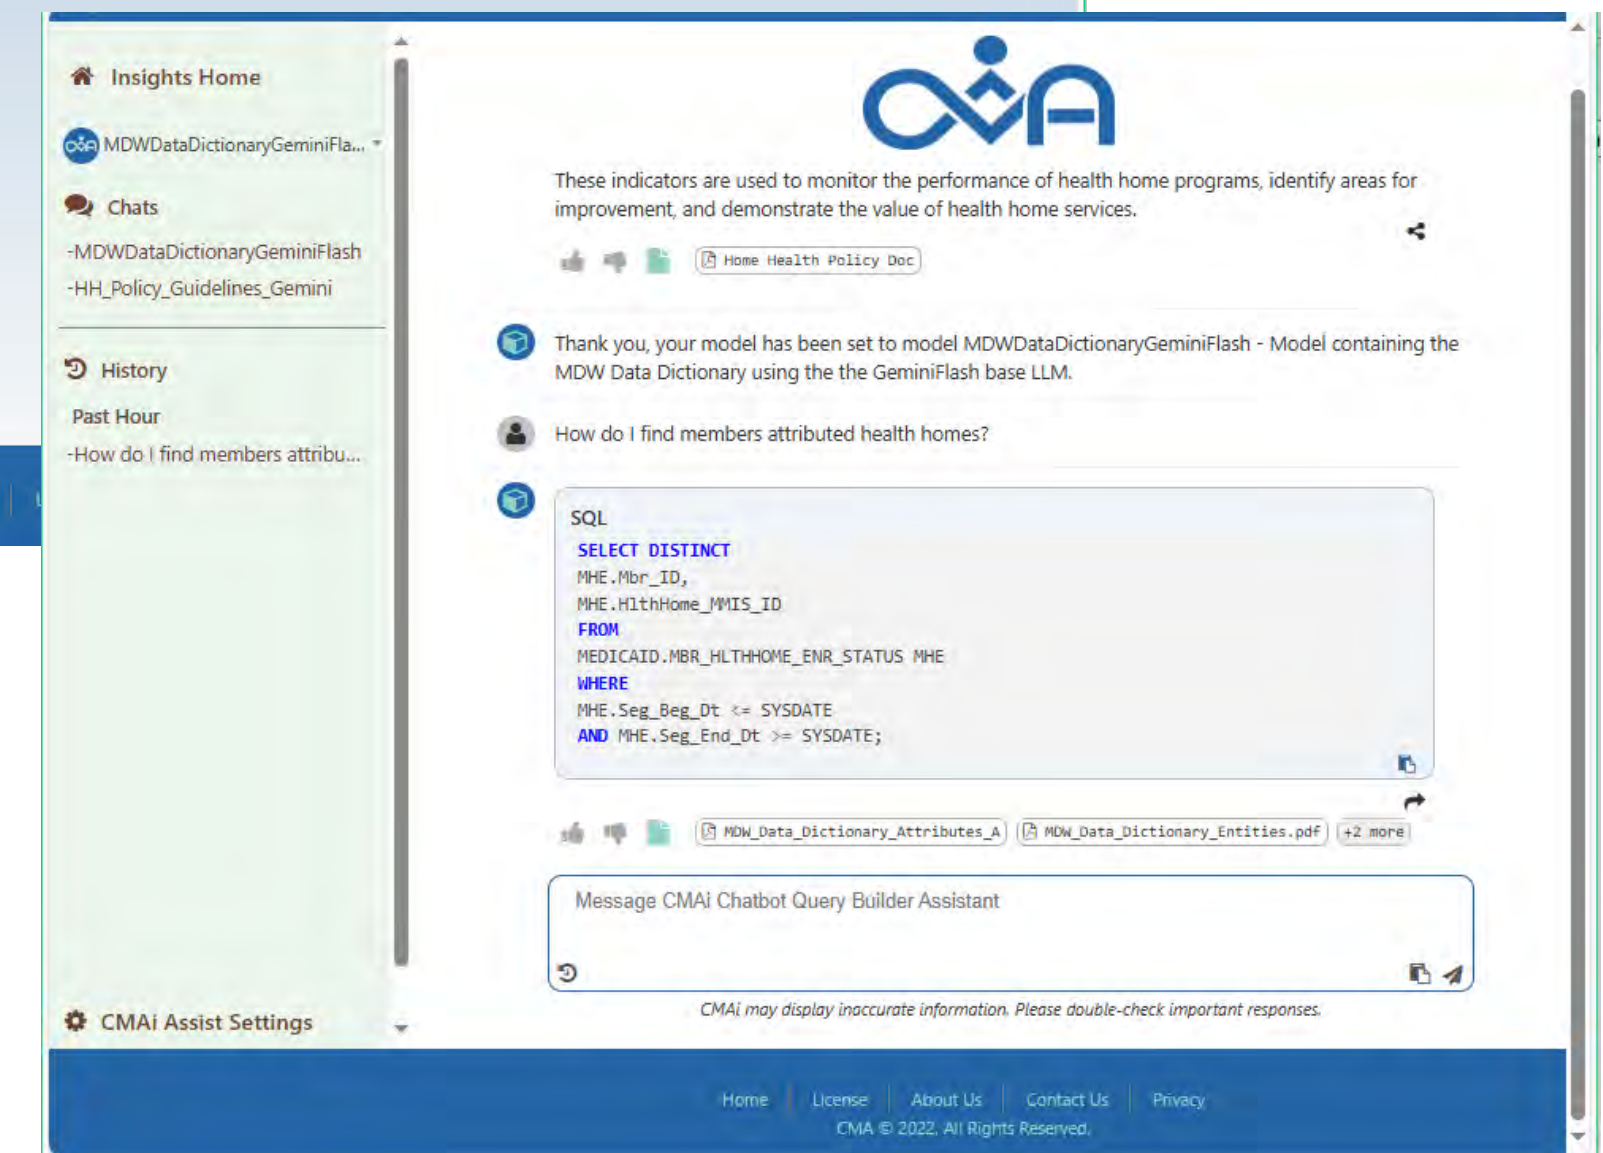 Insights Home
MDWDataDictionaryGeminiFla...
Chats
-MDWDataDictionaryGeminiFlash
-HH_Policy_Guidelines_Gemini
History
Past Hour
-How do I find members attribu...
CMAi Assist Settings
CMA
These indicators are used to monitor the performance of health home programs, identify areas for
improvement, and demonstrate the value of health home services.
Home Health Policy Doc
Thank you, your model has been set to model MDWDataDictionaryGeminiFlash - Model containing the
MDW Data Dictionary using the the GeminiFlash base LLM.
How do I find members attributed health homes?
SQL
SELECT DISTINCT
MHE.Mbr_ID,
MHE.HlthHome_MMIS_ID
FROM
MEDICAID.MBR_HLTHHOME_ENR_STATUS MHE
WHERE
MHE.Seg_Beg_Dt <= SYSDATE
AND MHE.Seg_End_Dt >= SYSDATE;
MDW_Data_Dictionary_Attributes_A MDW_Data_Dictionary_Entities.pdf +2 more
Message CMAi Chatbot Query Builder Assistant
CMAi may display inaccurate information. Please double-check important responses.
Home License About Us Contact Us Privacy
CMA © 2022. All Rights Reserved.